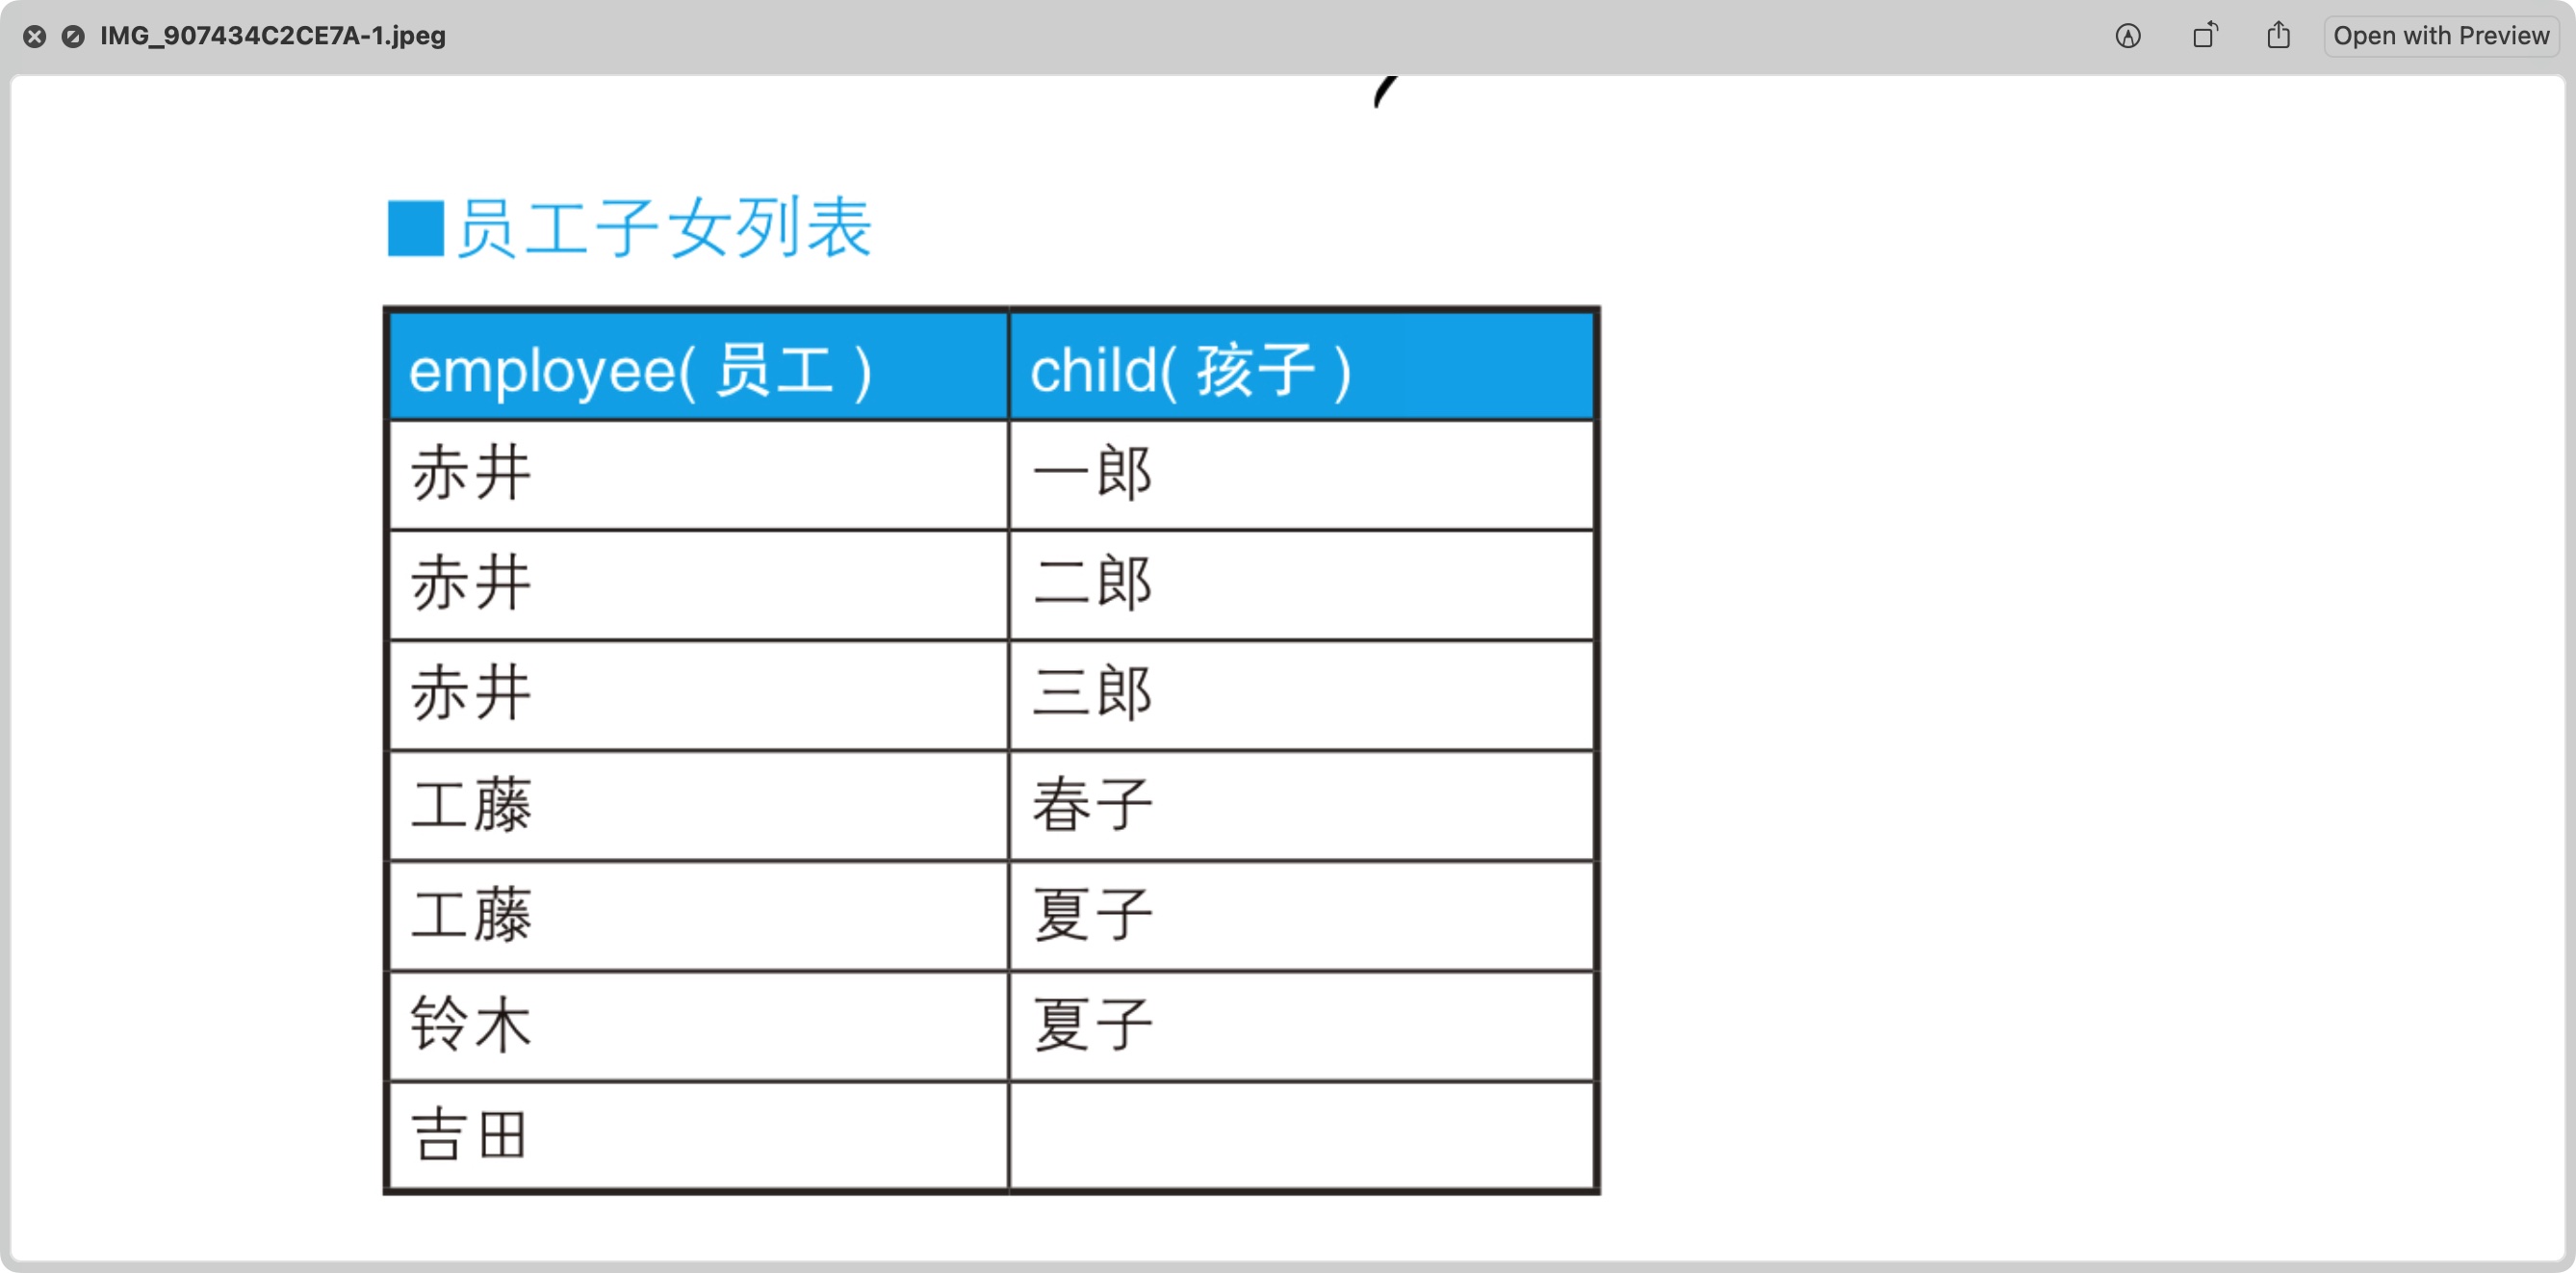 IMG_907434C2CE7A-1.jpeg Open with Preview
■员工子女列表
employee( 员工 ) child( 孩子 )
赤井 一郎
赤井 二郎
赤井 三郎
工藤 春子
工藤 夏子
铃木 夏子
吉田